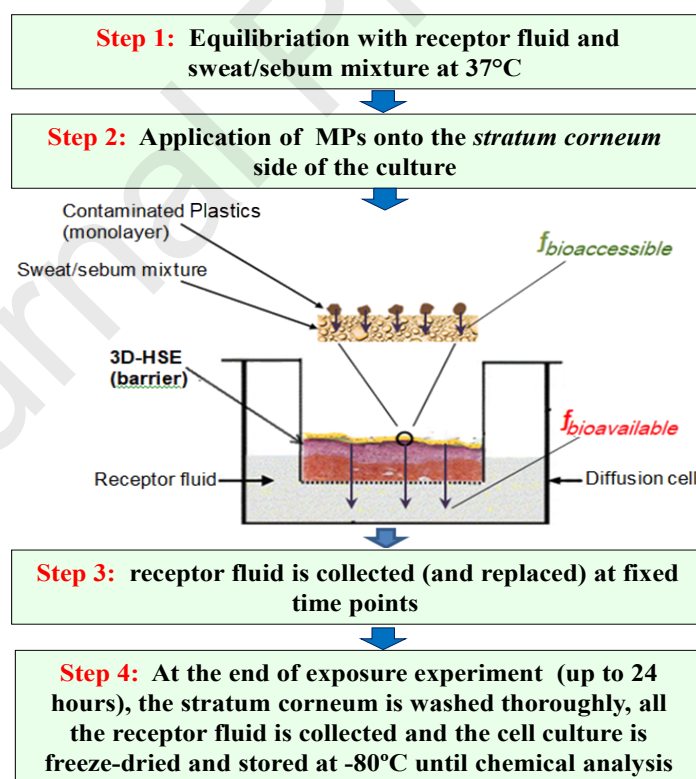 Step 1: Equilibriation with receptor fluid and
sweat/sebum mixture at 37°C
Step 2: Application of MPs onto the stratum corneum
side of the culture
Contaminated Plastics
(monolayer)
Sweat/sebum mixture
fbioaccessible
3D-HSE
(barrier)
fbioavailable
Receptor fluid
Diffusion cell
Step 3: receptor fluid is collected (and replaced) at fixed
time points
Step 4: At the end of exposure experiment (up to 24
hours), the stratum corneum is washed thoroughly, all
the receptor fluid is collected and the cell culture is
freeze-dried and stored at -80ºC until chemical analysis